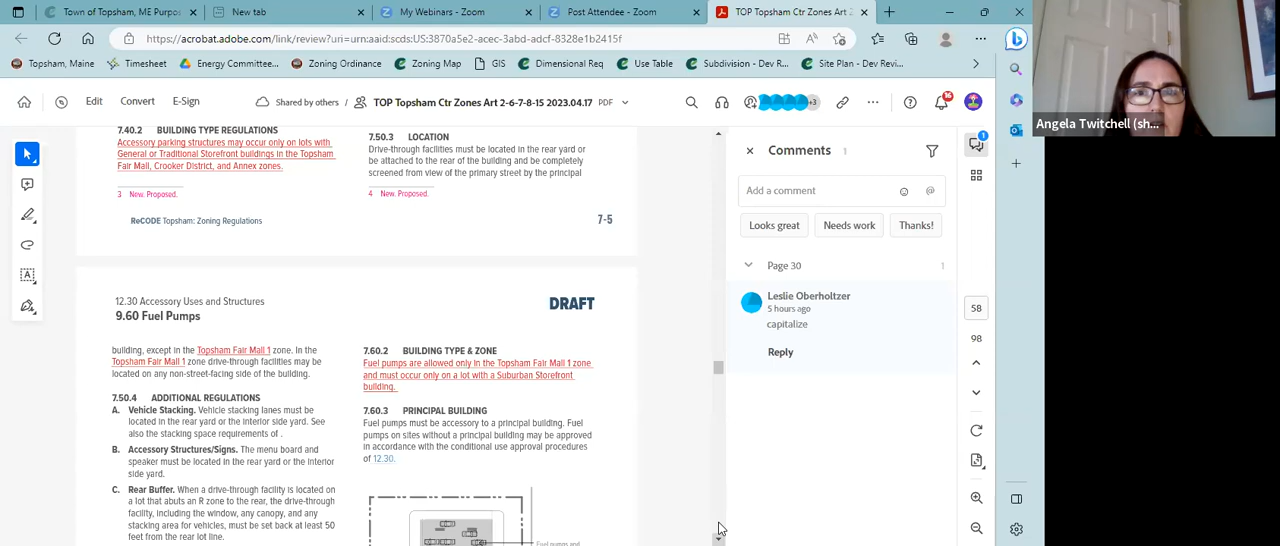 Town of Topsham, ME Purpos
New tab
My Webinars - Zoom
Post Attendee - Zoom
TOP Topsham Ctr Zones Art 2
https://acrobat.adobe.com/link/review?uri=urn:aaid:scds:US:3870a5e2-acec-3abd-adcf-8328e1b2415f
Topsham, Maine
Timesheet
Energy Committee...
Zoning Ordinance
Zoning Map
GIS
Dimensional Req
Use Table
Subdivision - Dev R...
Site Plan - Dev Revi...
Edit
Convert
E-Sign
Shared by others
TOP Topsham Ctr Zones Art 2-6-7-8-15 2023.04.17 PDF
+3
16
Angela Twitchell (sh...
7.40.2 BUILDING TYPE REGULATIONS
Accessory parking structures may occur only on lots with
General or Traditional Storefront buildings in the Topsham
Fair Mall, Crooker District, and Annex zones.
3 New. Proposed.
7.50.3 LOCATION
Drive-through facilities must be located in the rear yard or
be attached to the rear of the building and be completely
screened from view of the primary street by the principal
4 New. Proposed.
ReCODE Topsham: Zoning Regulations
7-5
12.30 Accessory Uses and Structures
9.60 Fuel Pumps
DRAFT
building, except in the Topsham Fair Mall 1 zone. In the
Topsham Fair Mall 1 zone drive-through facilities may be
located on any non-street-facing side of the building.
7.50.4 ADDITIONAL REGULATIONS
A. Vehicle Stacking. Vehicle stacking lanes must be
located in the rear yard or the interior side yard. See
also the stacking space requirements of .
B. Accessory Structures/Signs. The menu board and
speaker must be located in the rear yard or the interior
side yard.
C. Rear Buffer. When a drive-through facility is located on
a lot that abuts an R zone to the rear, the drive-through
facility, including the window, any canopy, and any
stacking area for vehicles, must be set back at least 50
feet from the rear lot line.
7.60.2 BUILDING TYPE & ZONE
Fuel pumps are allowed only in the Topsham Fair Mall 1 zone
and must occur only on a lot with a Suburban Storefront
building.
7.60.3 PRINCIPAL BUILDING
Fuel pumps must be accessory to a principal building. Fuel
pumps on sites without a principal building may be approved
in accordance with the conditional use approval procedures
of 12.30.
Fuel pumps and
Comments 1
Add a comment
@
Looks great
Needs work
Thanks!
Page 30
1
Leslie Oberholtzer
5 hours ago
capitalize
Reply
1
58
98